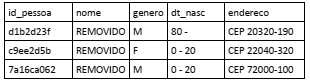 id_pessoa nome genero dt_nasc endereco
d1b2d23f REMOVIDO M 80 - CEP 20320-190
c9ee2d5b REMOVIDO F 0 - 20 CEP 22040-320
7a16ca062 REMOVIDO M 0 - 20 CEP 72000-100